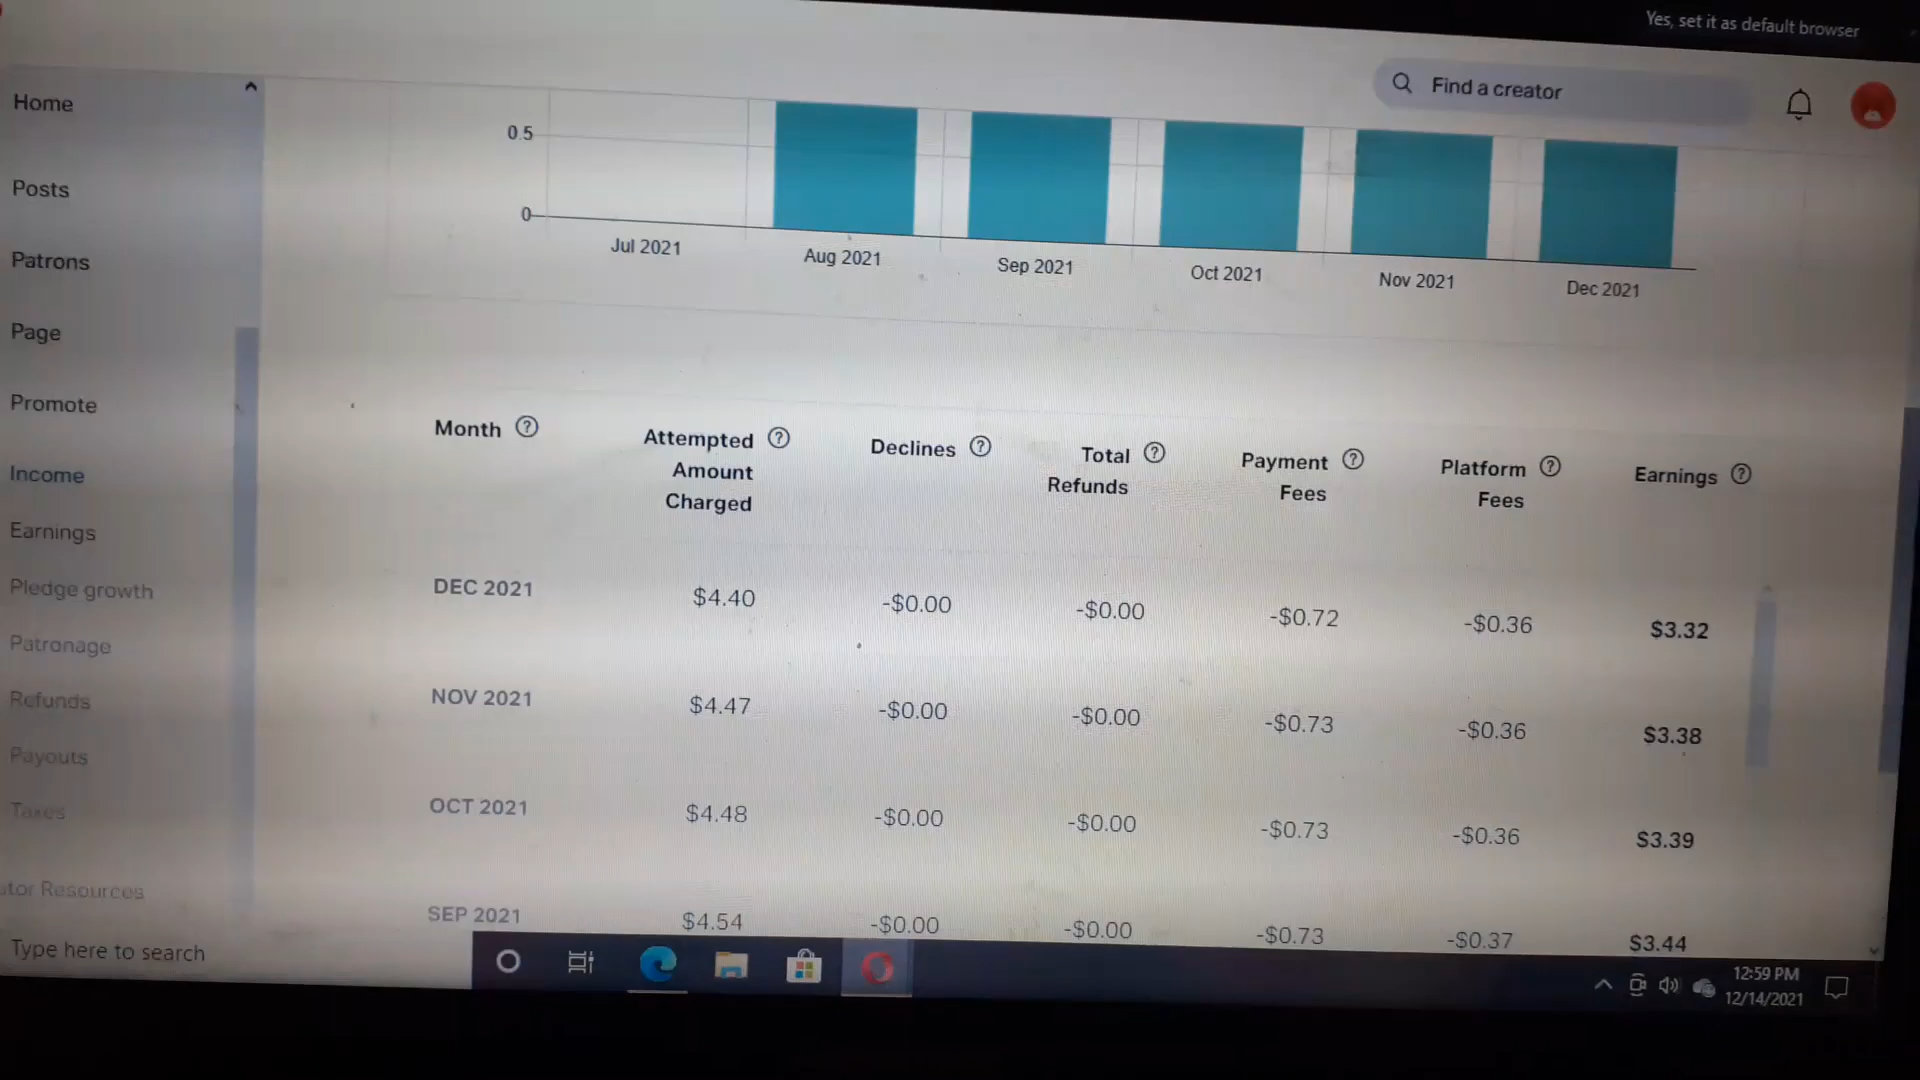 Yes, set it as default browser
Find a creator
Home
Posts
Patrons
Page
Promote
Income
Earnings
Pledge growth
Patronage
Refunds
Payouts
Taxes
ator Resources
Type here to search
0.5
0
Jul 2021 Aug 2021 Sep 2021 Oct 2021 Nov 2021 Dec 2021
Month ? Attempted ? Declines ? Total ? Payment ? Platform ? Earnings ?
Amount Refunds Fees Fees
Charged
DEC 2021 $4.40 -$0.00 -$0.00 -$0.72 -$0.36 $3.32
NOV 2021 $4.47 -$0.00 -$0.00 -$0.73 -$0.36 $3.38
OCT 2021 $4.48 -$0.00 -$0.00 -$0.73 -$0.36 $3.39
SEP 2021 $4.54 -$0.00 -$0.00 -$0.73 -$0.37 $3.44
12:59 PM
12/14/2021